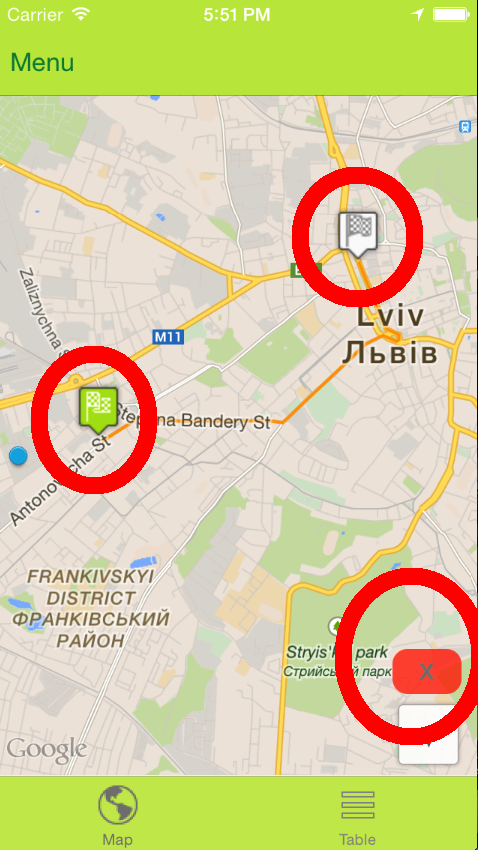 Carrier
5:51 PM
Menu
Zaliznychna S
M11
Lviv
Львів
Stepana Bandery St
Antonovycha St
FRANKIVSKYI
DISTRICT
ФРАНКІВСЬКИЙ
РАЙОН
park
Стрийський парк
X
Google
Map
Table